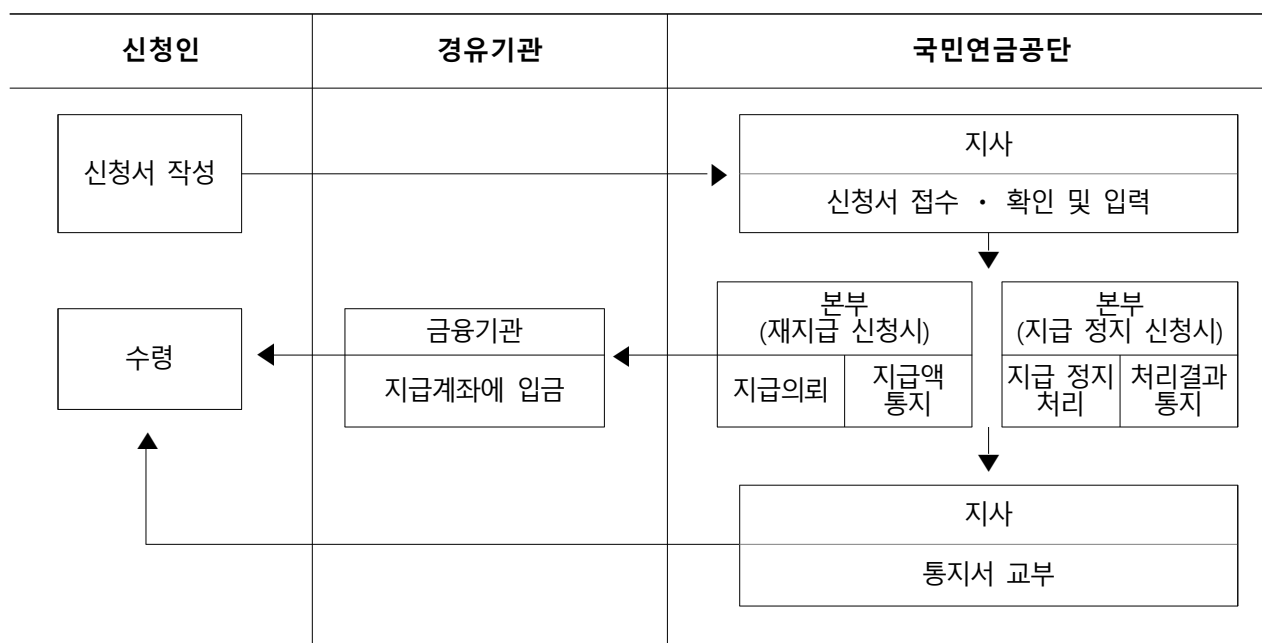 신청인
경유기관
국민연금공단
신청서 작성
지사
신청서 접수 · 확인 및 입력
본부
(재지급 신청시)
지급의뢰
지급액
통지
본부
(지급 정지 신청시)
지급 정지
처리
처리결과
통지
금융기관
지급계좌에 입금
수령
지사
통지서 교부